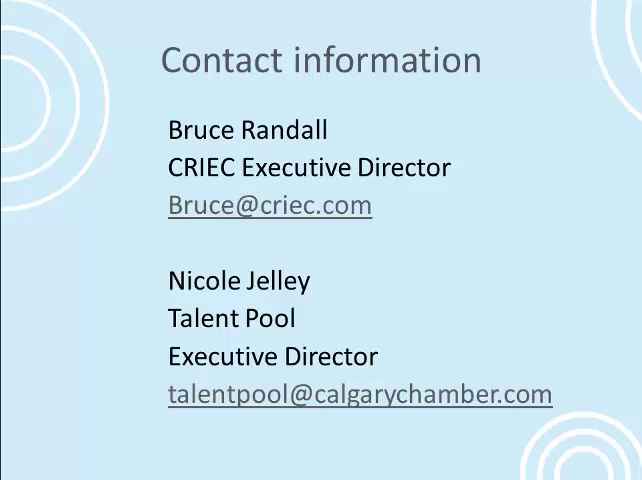 Contact information
Bruce Randall
CRIEC Executive Director
Bruce@criec.com
Nicole Jelley
Talent Pool
Executive Director
talentpool@calgarychamber.com